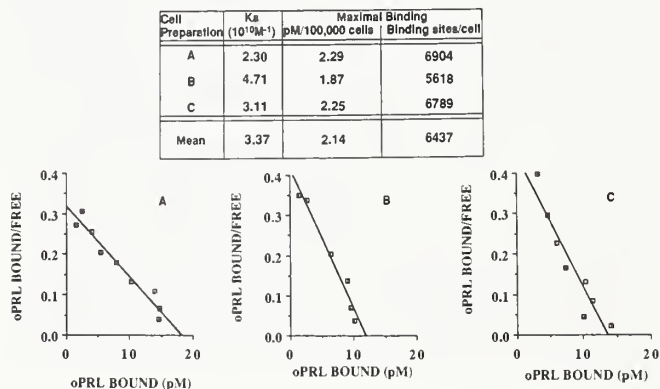 Cell Preparation Ka (10¹⁰M⁻¹) Maximal Binding
pM/100,000 cells Binding sites/cell
A 2.30 2.29 6904
B 4.71 1.87 5618
C 3.11 2.25 6789
Mean 3.37 2.14 6437
oPRL BOUND/FREE
0.4
0.3
0.2
0.1
0.0
A
0 10 20
oPRL BOUND (pM)
oPRL BOUND/FREE
0.4
0.3
0.2
0.1
0.0
B
0 10 20
oPRL BOUND (pM)
oPRL BOUND/FREE
0.4
0.3
0.2
0.1
0.0
C
0 10 20
oPRL BOUND (pM)